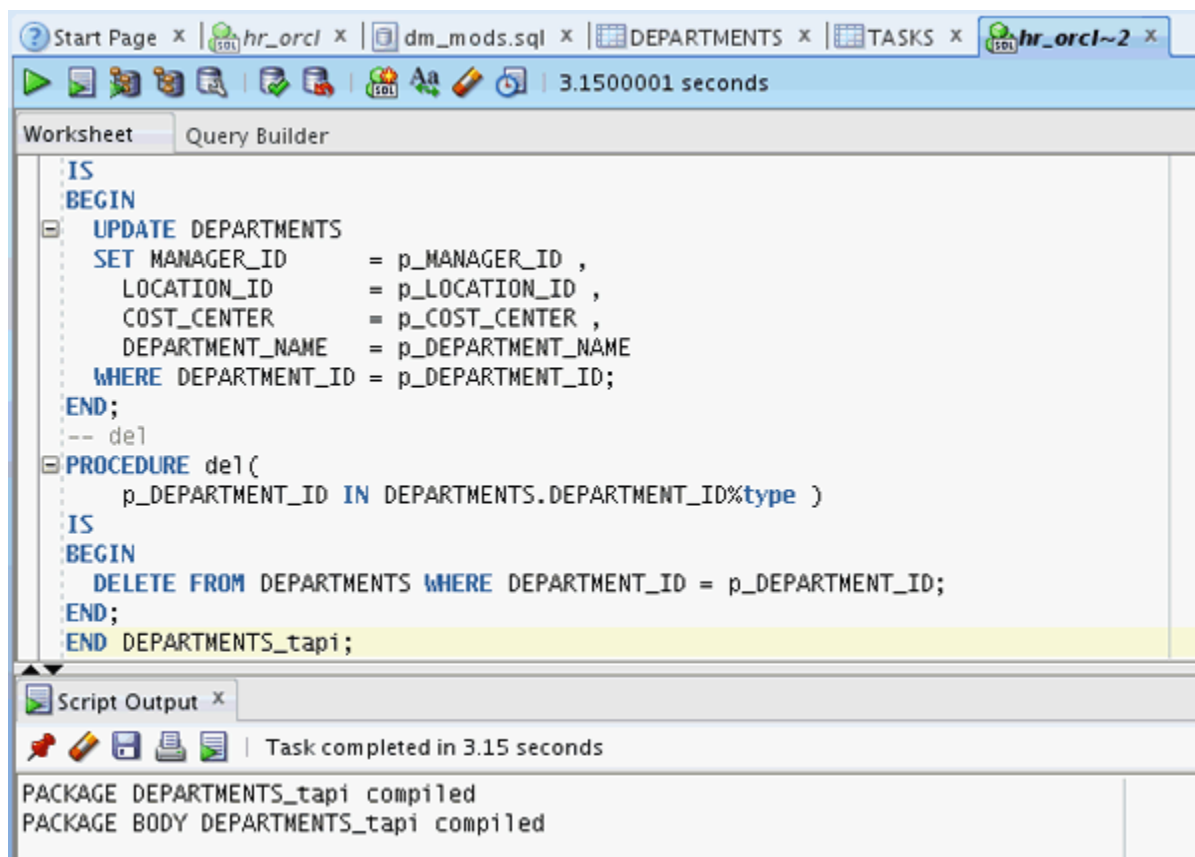 Start Page x hr_orcl x dm_mods.sql x DEPARTMENTS x TASKS x hr_orcl~2 x
3.1500001 seconds
Worksheet Query Builder
IS
BEGIN
UPDATE DEPARTMENTS
SET MANAGER_ID = p_MANAGER_ID ,
LOCATION_ID = p_LOCATION_ID ,
COST_CENTER = p_COST_CENTER ,
DEPARTMENT_NAME = p_DEPARTMENT_NAME
WHERE DEPARTMENT_ID = p_DEPARTMENT_ID;
END;
-- del
PROCEDURE del(
p_DEPARTMENT_ID IN DEPARTMENTS.DEPARTMENT_ID%type )
IS
BEGIN
DELETE FROM DEPARTMENTS WHERE DEPARTMENT_ID = p_DEPARTMENT_ID;
END;
END DEPARTMENTS_tapi;
Script Output x
Task completed in 3.15 seconds
PACKAGE DEPARTMENTS_tapi compiled
PACKAGE BODY DEPARTMENTS_tapi compiled